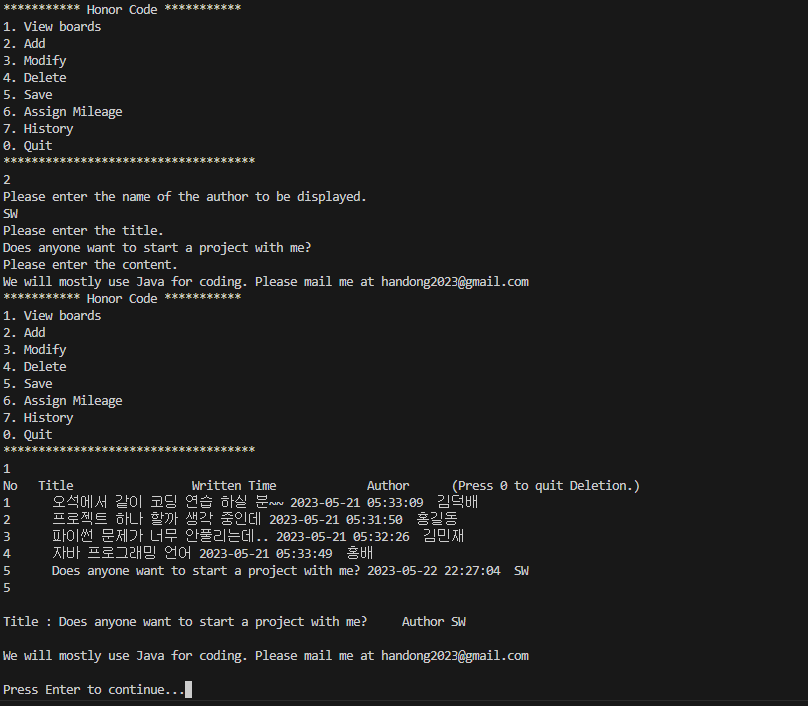 *********** Honor Code ***********
1. View boards
2. Add
3. Modify
4. Delete
5. Save
6. Assign Mileage
7. History
0. Quit
************************************
2
Please enter the name of the author to be displayed.
SW
Please enter the title.
Does anyone want to start a project with me?
Please enter the content.
We will mostly use Java for coding. Please mail me at handong2023@gmail.com
*********** Honor Code ***********
1. View boards
2. Add
3. Modify
4. Delete
5. Save
6. Assign Mileage
7. History
0. Quit
************************************
1
No   Title                 Written Time             Author      (Press 0 to quit Deletion.)
1      오석에서 같이 코딩 연습 하실 분~~ 2023-05-21 05:33:09  김덕배
2      프로젝트 하나 할까 생각 중인데 2023-05-21 05:31:50  홍길동
3      파이썬 문제가 너무 안풀리는데.. 2023-05-21 05:32:26  김민재
4      자바 프로그래밍 언어 2023-05-21 05:33:49  홍배
5      Does anyone want to start a project with me? 2023-05-22 22:27:04  SW
5
Title : Does anyone want to start a project with me?     Author SW
We will mostly use Java for coding. Please mail me at handong2023@gmail.com
Press Enter to continue...